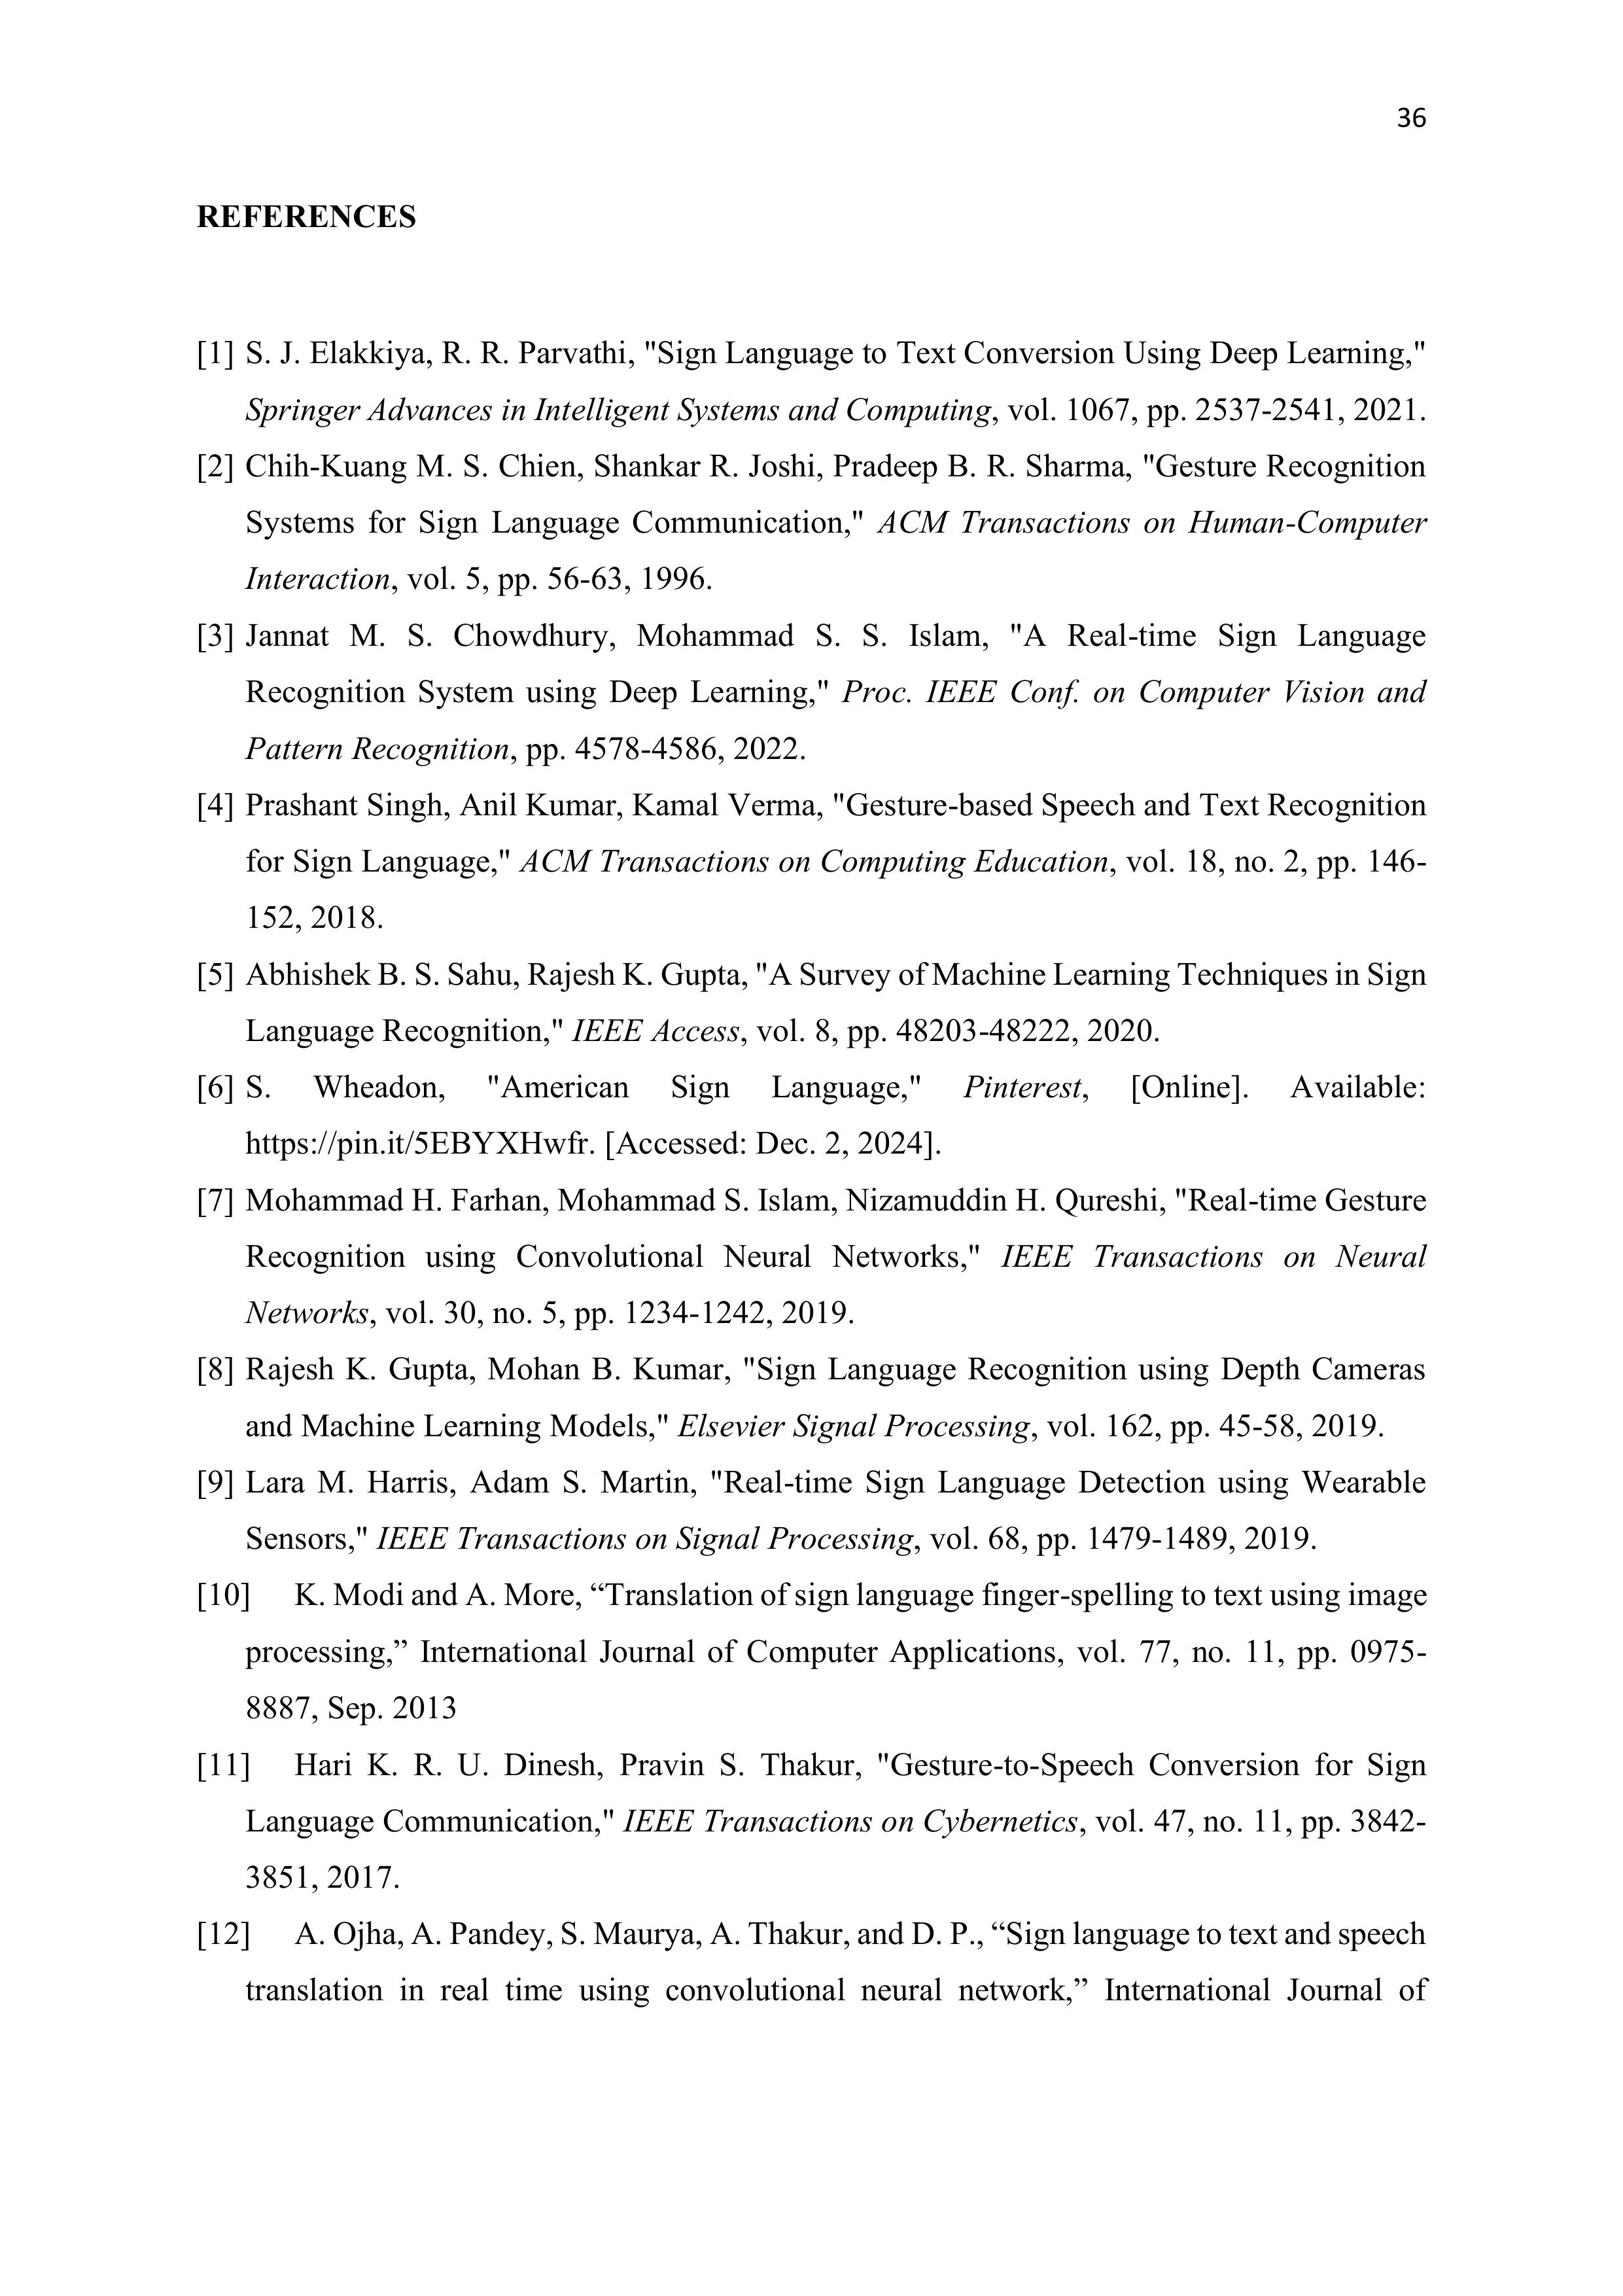 36
REFERENCES
[1] S. J. Elakkiya, R. R. Parvathi, "Sign Language to Text Conversion Using Deep Learning,"
Springer Advances in Intelligent Systems and Computing, vol. 1067, pp. 2537-2541, 2021.
[2] Chih-Kuang M. S. Chien, Shankar R. Joshi, Pradeep B. R. Sharma, "Gesture Recognition
Systems for Sign Language Communication," ACM Transactions on Human-Computer
Interaction, vol. 5, pp. 56-63, 1996.
[3] Jannat M. S. Chowdhury, Mohammad S. S. Islam, "A Real-time Sign Language
Recognition System using Deep Learning," Proc. IEEE Conf. on Computer Vision and
Pattern Recognition, pp. 4578-4586, 2022.
[4] Prashant Singh, Anil Kumar, Kamal Verma, "Gesture-based Speech and Text Recognition
for Sign Language," ACM Transactions on Computing Education, vol. 18, no. 2, pp. 146-
152, 2018.
[5] Abhishek B. S. Sahu, Rajesh K. Gupta, "A Survey of Machine Learning Techniques in Sign
Language Recognition," IEEE Access, vol. 8, pp. 48203-48222, 2020.
[6] S. Wheadon, "American Sign Language," Pinterest, [Online]. Available:
https://pin.it/5EBYXHwfr. [Accessed: Dec. 2, 2024].
[7] Mohammad H. Farhan, Mohammad S. Islam, Nizamuddin H. Qureshi, "Real-time Gesture
Recognition using Convolutional Neural Networks," IEEE Transactions on Neural
Networks, vol. 30, no. 5, pp. 1234-1242, 2019.
[8] Rajesh K. Gupta, Mohan B. Kumar, "Sign Language Recognition using Depth Cameras
and Machine Learning Models," Elsevier Signal Processing, vol. 162, pp. 45-58, 2019.
[9] Lara M. Harris, Adam S. Martin, "Real-time Sign Language Detection using Wearable
Sensors," IEEE Transactions on Signal Processing, vol. 68, pp. 1479-1489, 2019.
[10] K. Modi and A. More, “Translation of sign language finger-spelling to text using image
processing,” International Journal of Computer Applications, vol. 77, no. 11, pp. 0975-
8887, Sep. 2013
[11] Hari K. R. U. Dinesh, Pravin S. Thakur, "Gesture-to-Speech Conversion for Sign
Language Communication," IEEE Transactions on Cybernetics, vol. 47, no. 11, pp. 3842-
3851, 2017.
[12] A. Ojha, A. Pandey, S. Maurya, A. Thakur, and D. P., “Sign language to text and speech
translation in real time using convolutional neural network,” International Journal of